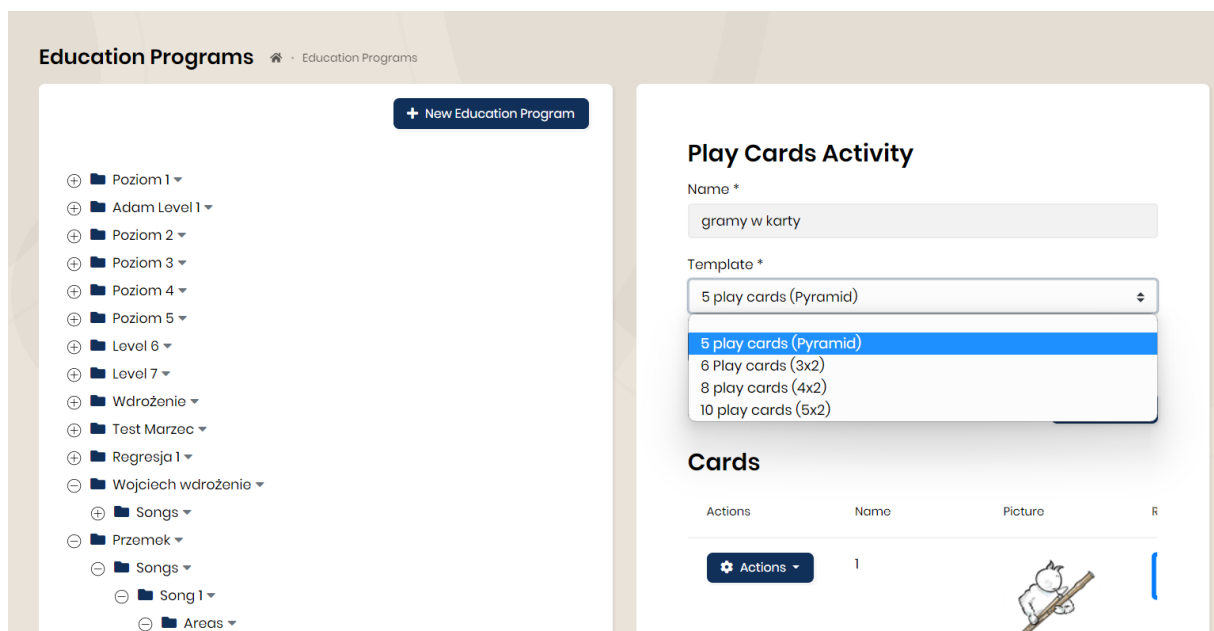 Education Programs
Education Programs
New Education Program
Poziom 1
Adam Level 1
Poziom 2
Poziom 3
Poziom 4
Poziom 5
Level 6
Level 7
Wdrożenie
Test Marzec
Regresja 1
Wojciech wdrożenie
Songs
Przemek
Songs
Song 1
Areas
Play Cards Activity
Name *
gramy w karty
Template *
5 play cards (Pyramid)
5 play cards (Pyramid)
6 Play cards (3x2)
8 play cards (4x2)
10 play cards (5x2)
Cards
Actions Name Picture
Actions 1